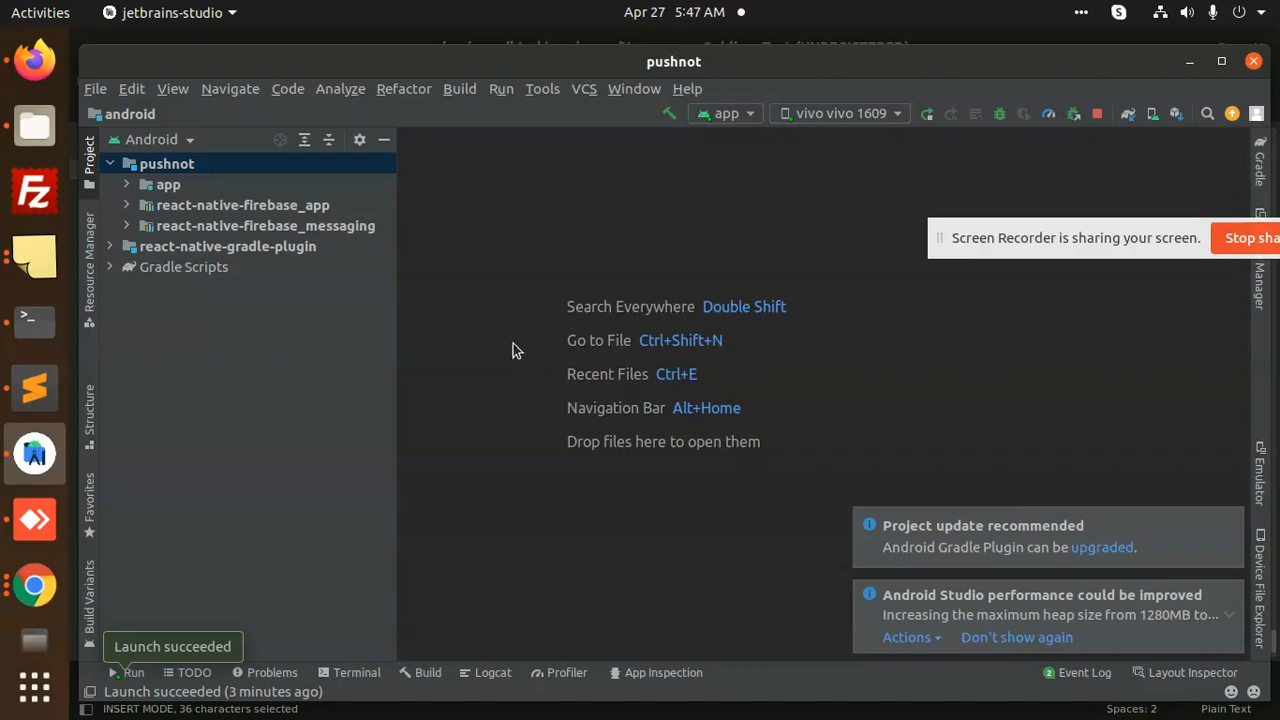 Activities
jetbrains-studio
Apr 27 5:47 AM
pushnot
File Edit View Navigate Code Analyze Refactor Build Run Tools VCS Window Help
android
app
vivo vivo 1609
Android
pushnot
app
react-native-firebase_app
react-native-firebase_messaging
react-native-gradle-plugin
Gradle Scripts
Project
Resource Manager
Structure
Favorites
Build Variants
Screen Recorder is sharing your screen.
Stop sha
Search Everywhere Double Shift
Go to File Ctrl+Shift+N
Recent Files Ctrl+E
Navigation Bar Alt+Home
Drop files here to open them
Gradle
Manager
Emulator
Device File Explorer
Project update recommended
Android Gradle Plugin can be upgraded.
Android Studio performance could be improved
Increasing the maximum heap size from 1280MB to...
Actions Don't show again
Launch succeeded
Run TODO Problems Terminal Build Logcat Profiler App Inspection
2 Event Log Layout Inspector
Launch succeeded (3 minutes ago)
INSERT MODE, 36 characters selected
Spaces: 2 Plain Text